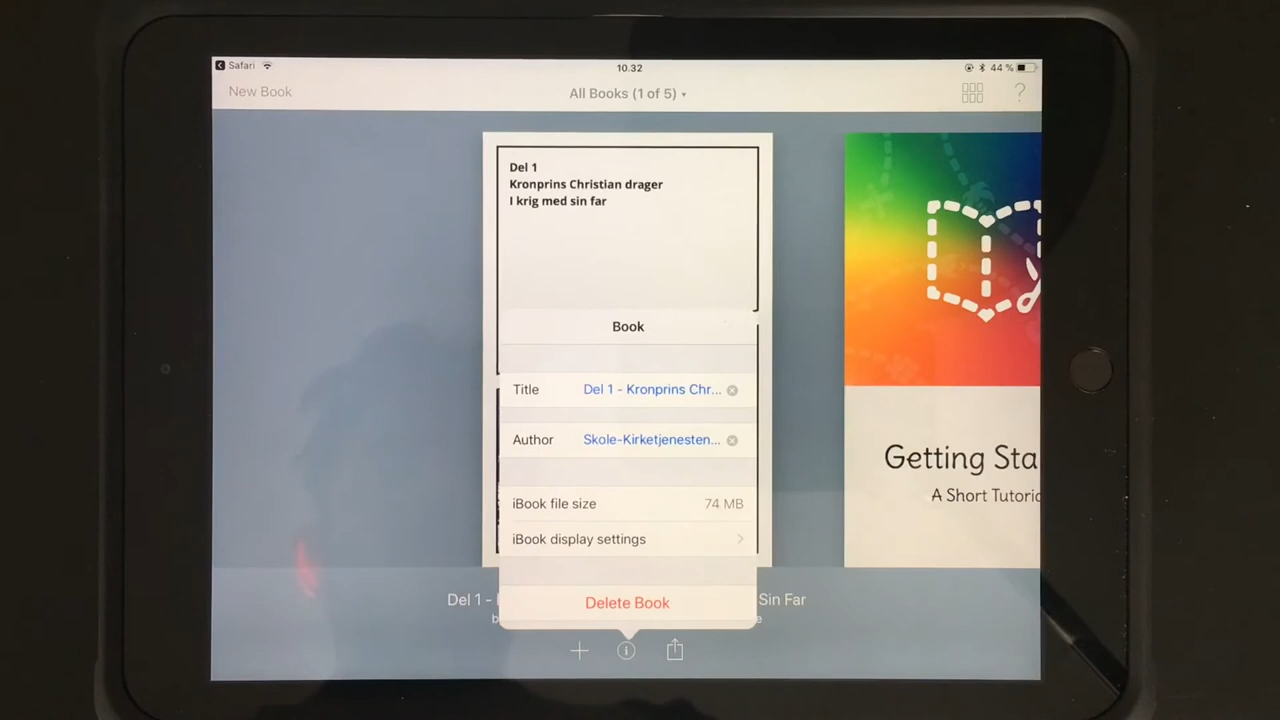 Safari
10.32
44 %
New Book
All Books (1 of 5)
?
Del 1
Kronprins Christian drager
I krig med sin far
Book
Title Del 1 - Kronprins Chr...
Author Skole-Kirketjenesten...
iBook file size 74 MB
iBook display settings
Delete Book
Getting Sta
A Short Tutoria
Del 1 -
Sin Far